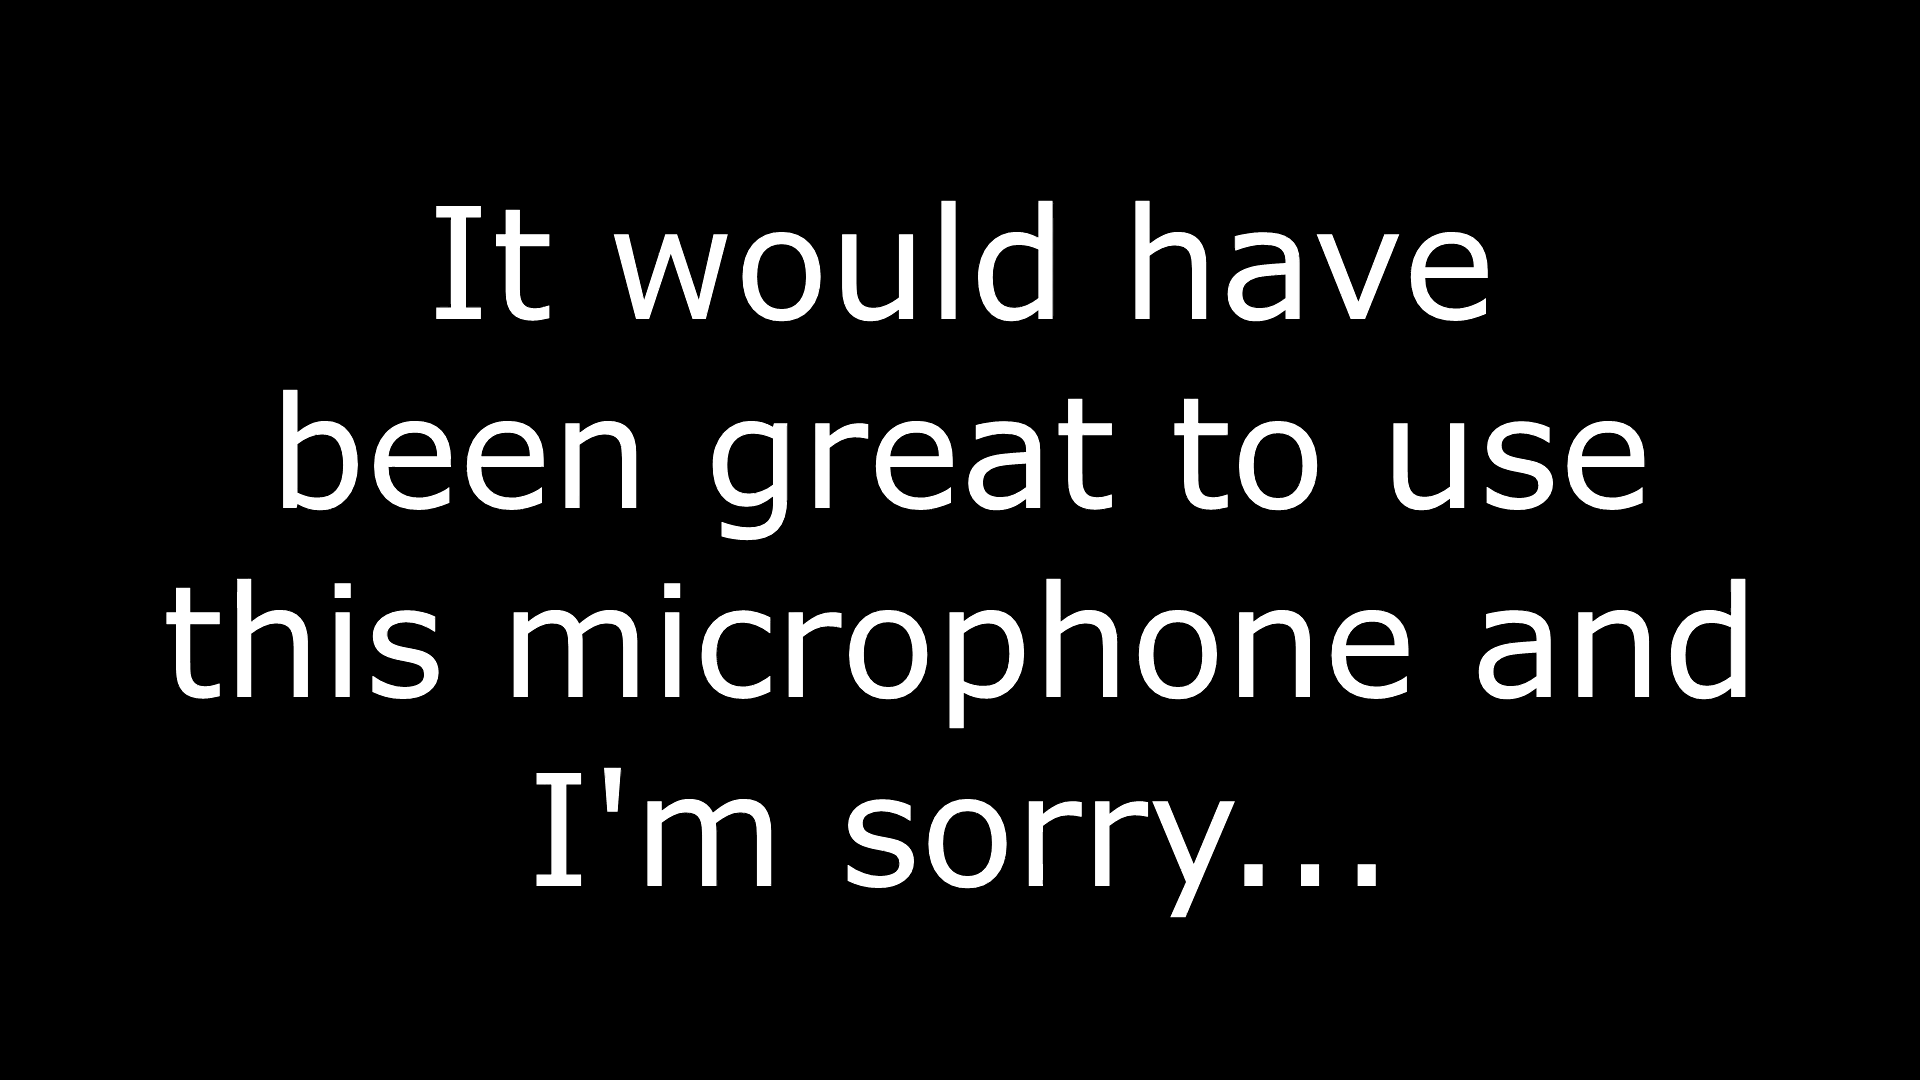 It would have
been great to use
this microphone and
I'm sorry...